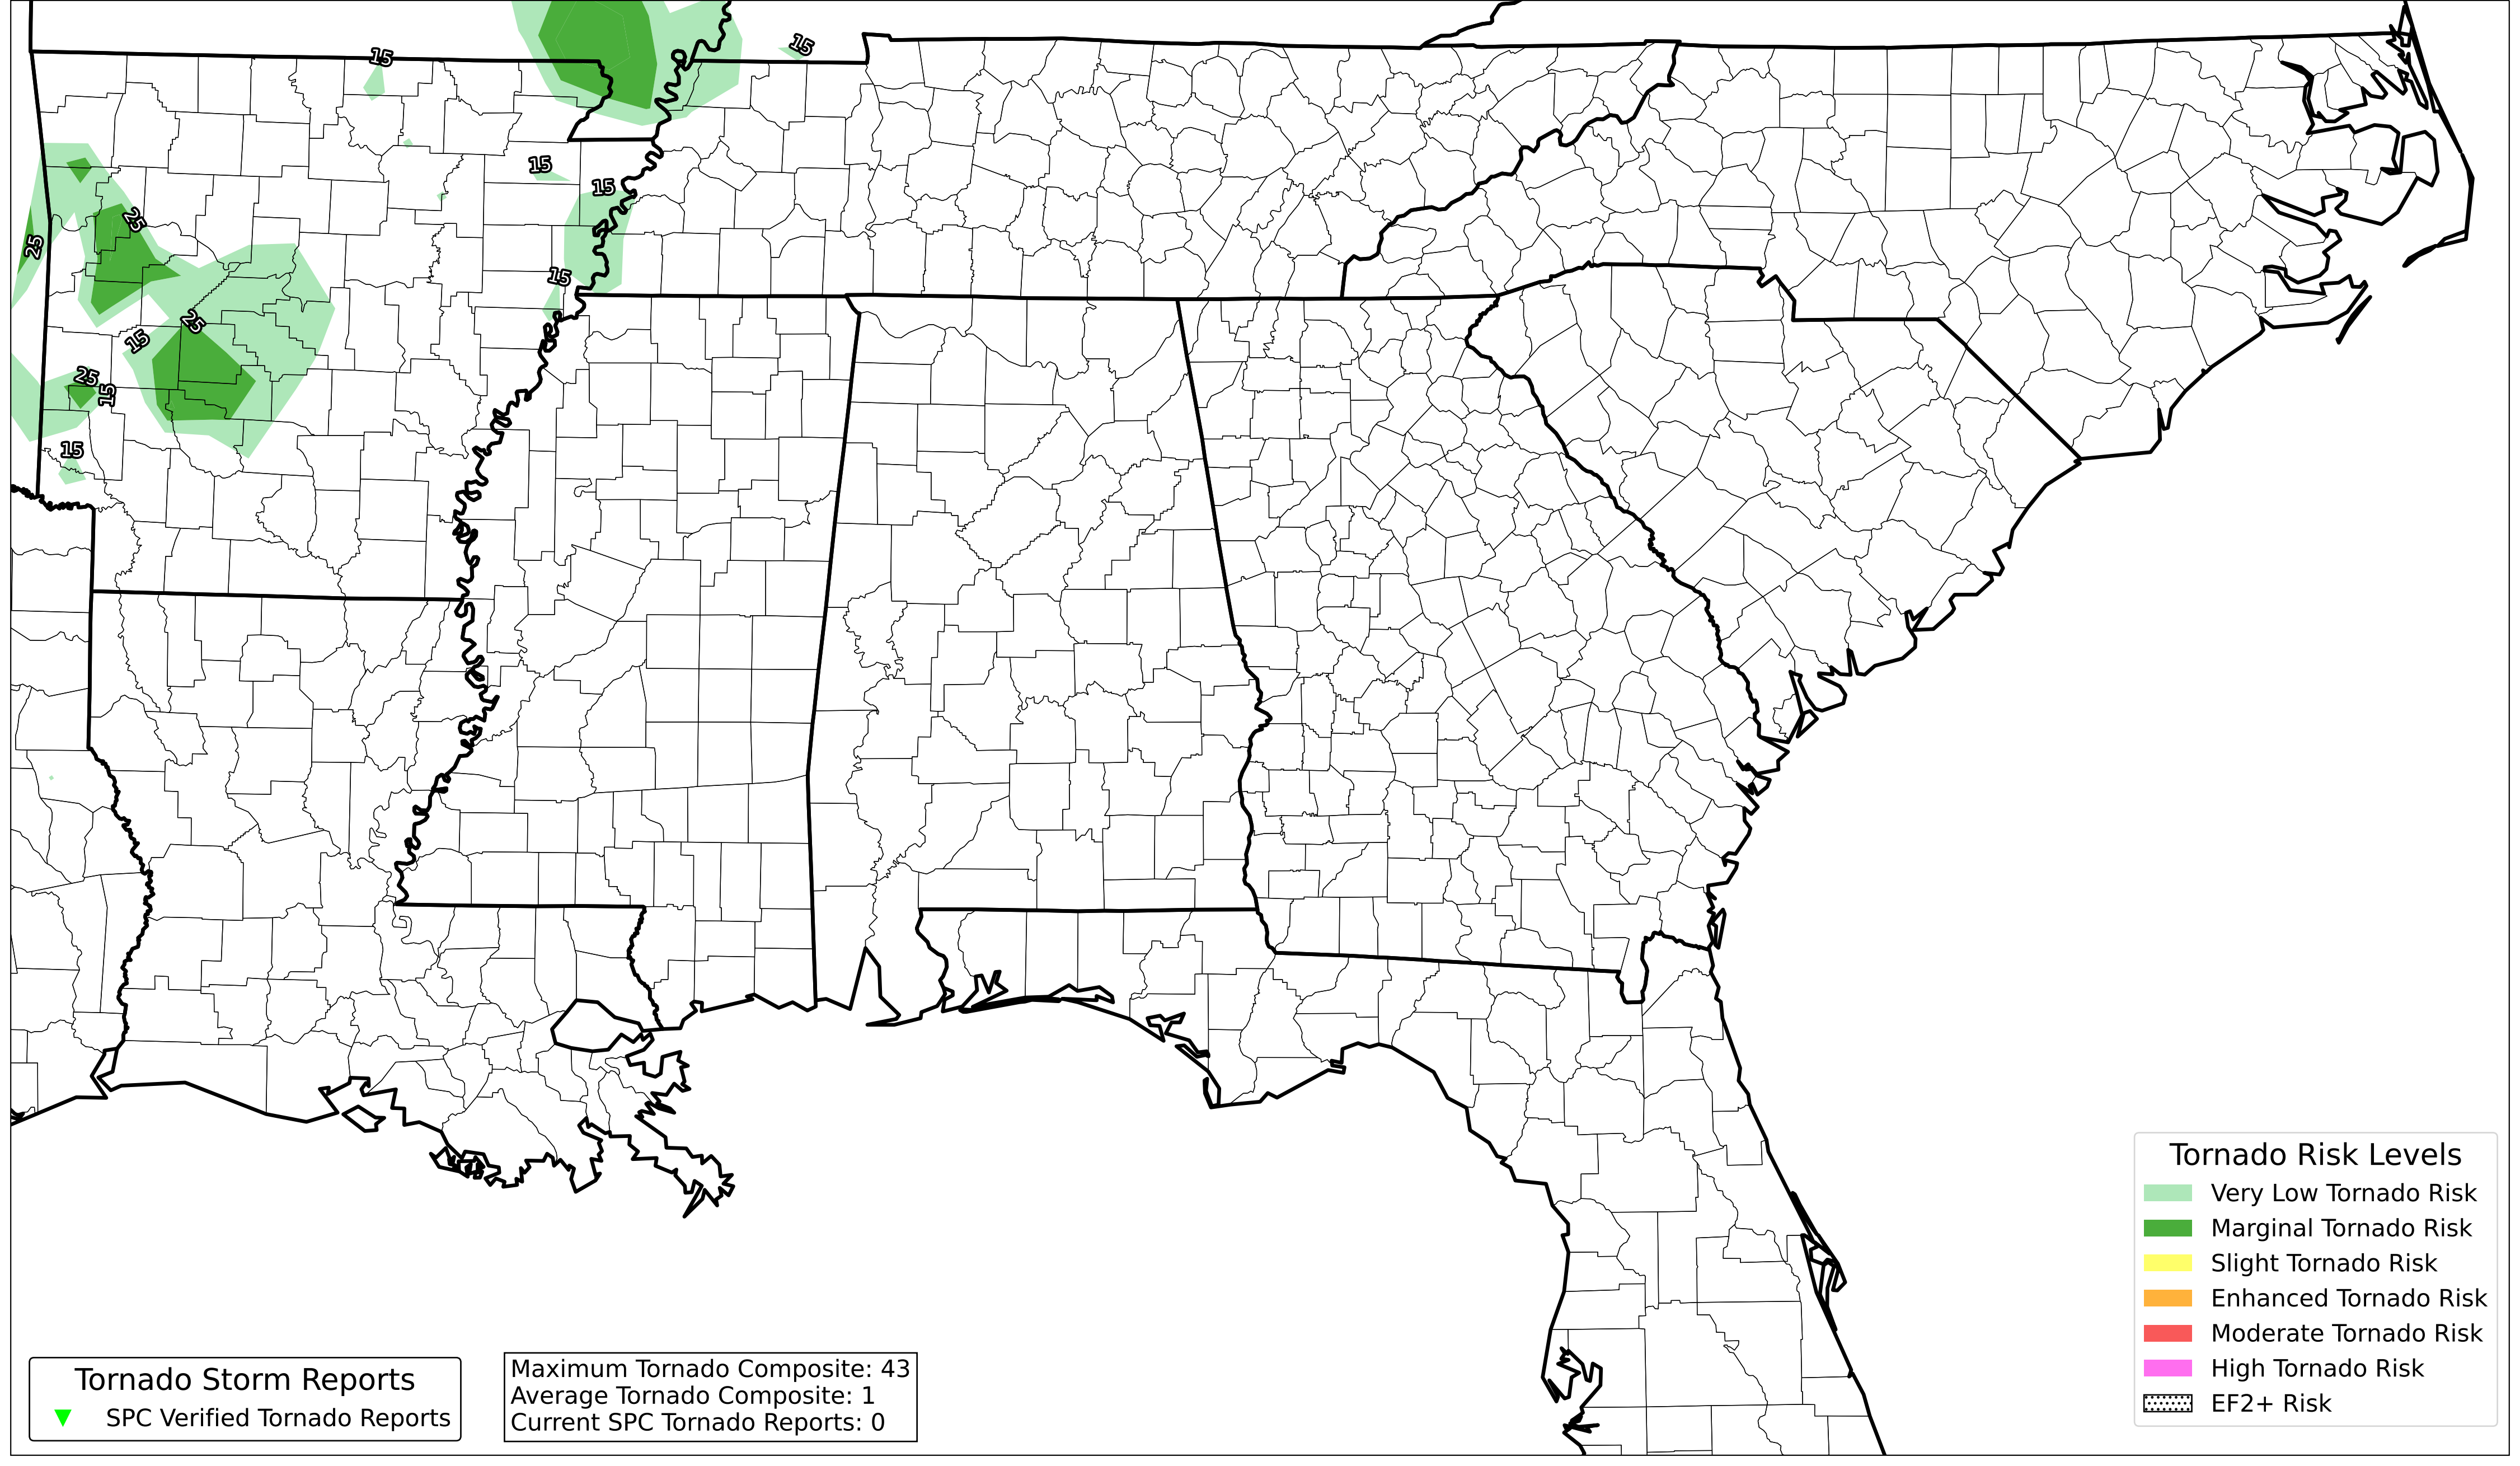 15
15
15
15
25
25
15
25
15
25
15
15
Tornado Risk Levels
Very Low Tornado Risk
Marginal Tornado Risk
Slight Tornado Risk
Enhanced Tornado Risk
Moderate Tornado Risk
High Tornado Risk
EF2+ Risk
Tornado Storm Reports
SPC Verified Tornado Reports
Maximum Tornado Composite: 43
Average Tornado Composite: 1
Current SPC Tornado Reports: 0